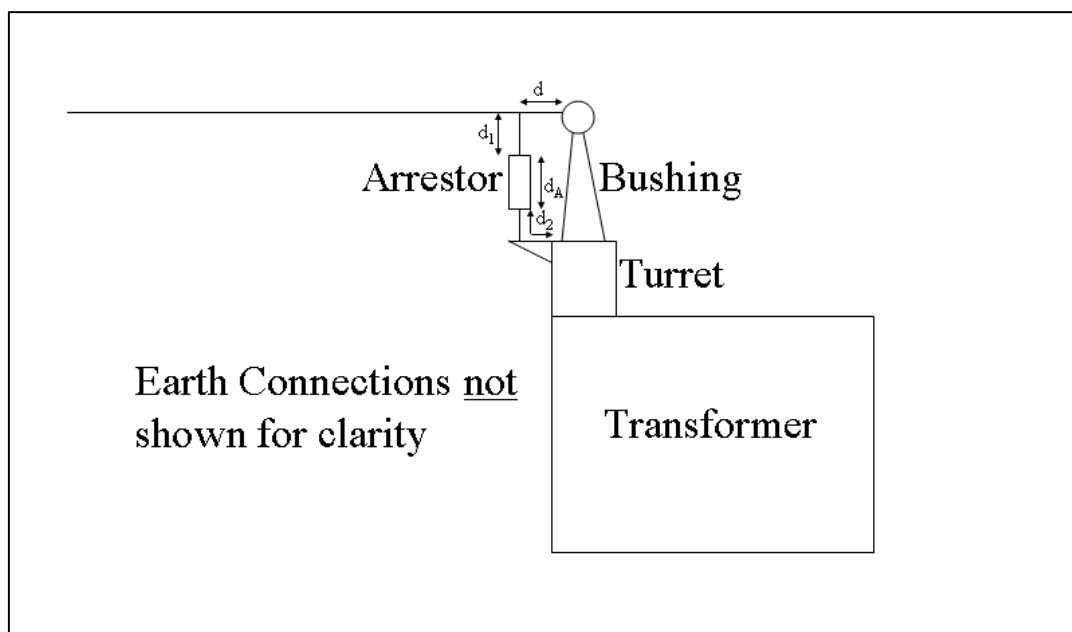 d
d1
Arrestor
dA
Bushing
d2
Turret
Earth Connections not
shown for clarity
Transformer